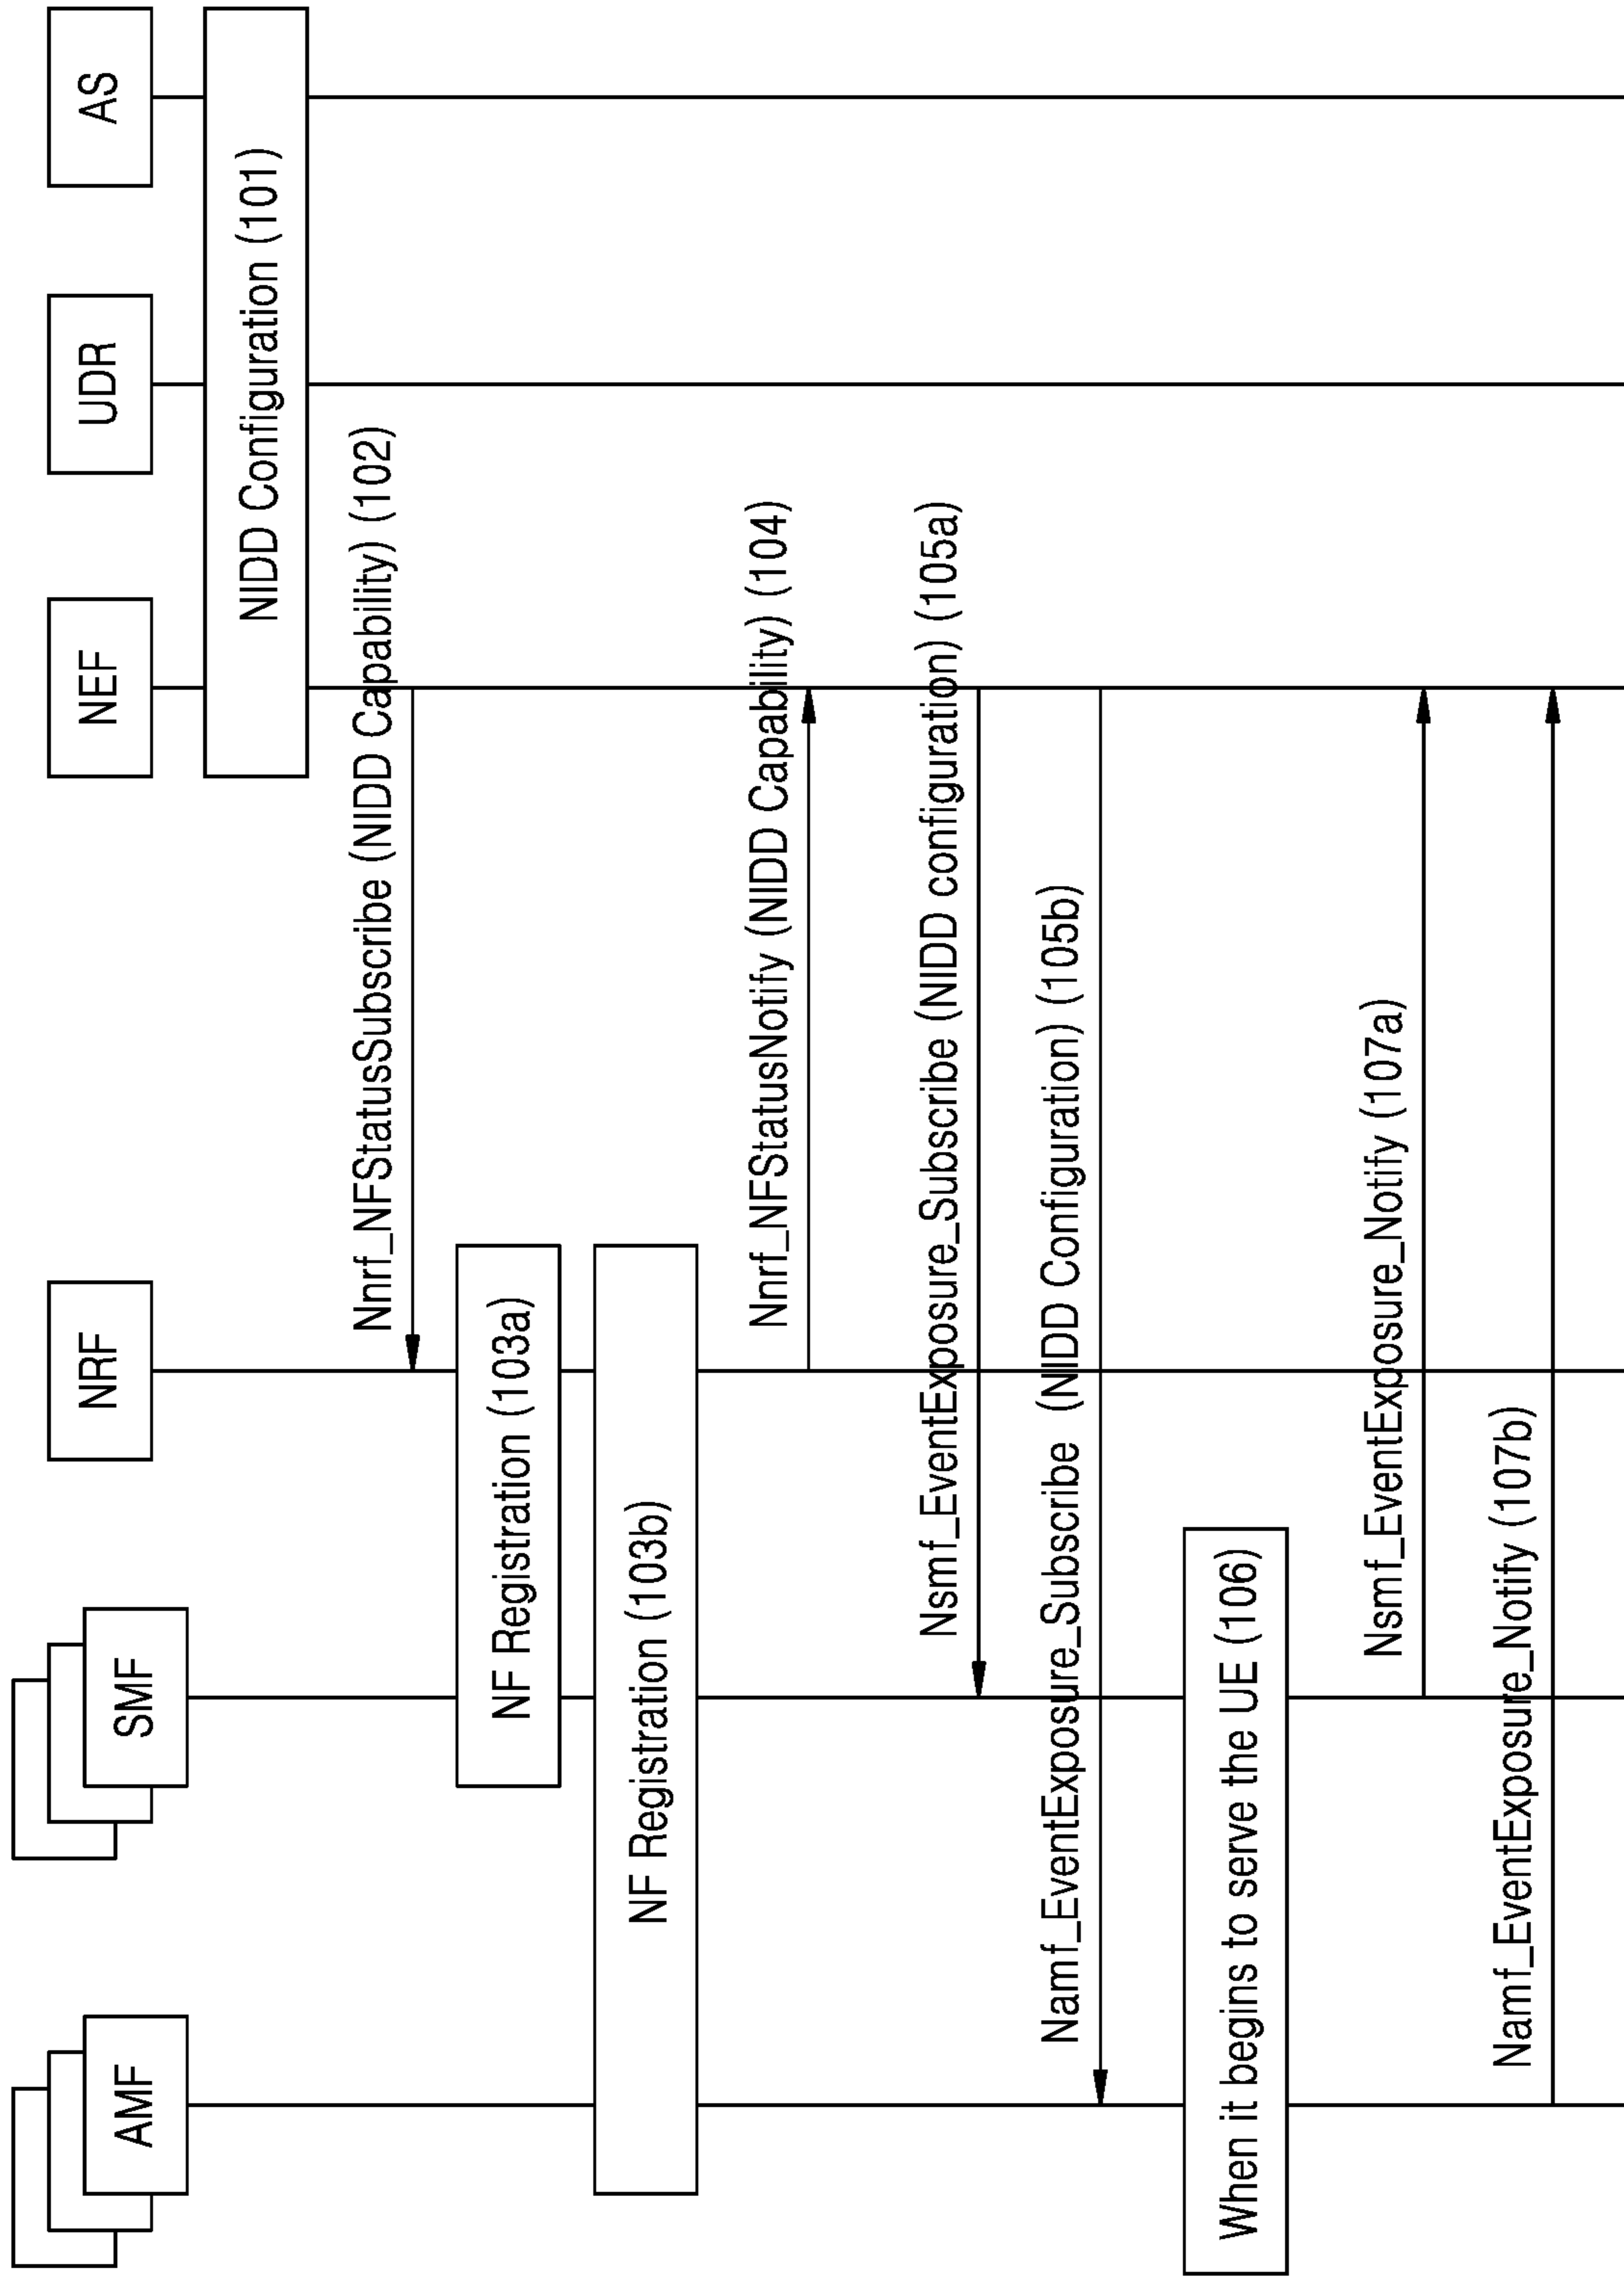 AMF
SMF
NRF
NEF
UDR
AS
NIDD Configuration (101)
Nnrf_NFStatusSubscribe (NIDD Capability) (102)
NF Registration (103a)
NF Registration (103b)
Nnrf_NFStatusNotify (NIDD Capability) (104)
Nsmf_EventExposure_Subscribe (NIDD configuration) (105a)
Namf_EventExposure_Subscribe (NIDD Configuration) (105b)
When it begins to serve the UE (106)
Nsmf_EventExposure_Notify (107a)
Namf_EventExposure_Notify (107b)